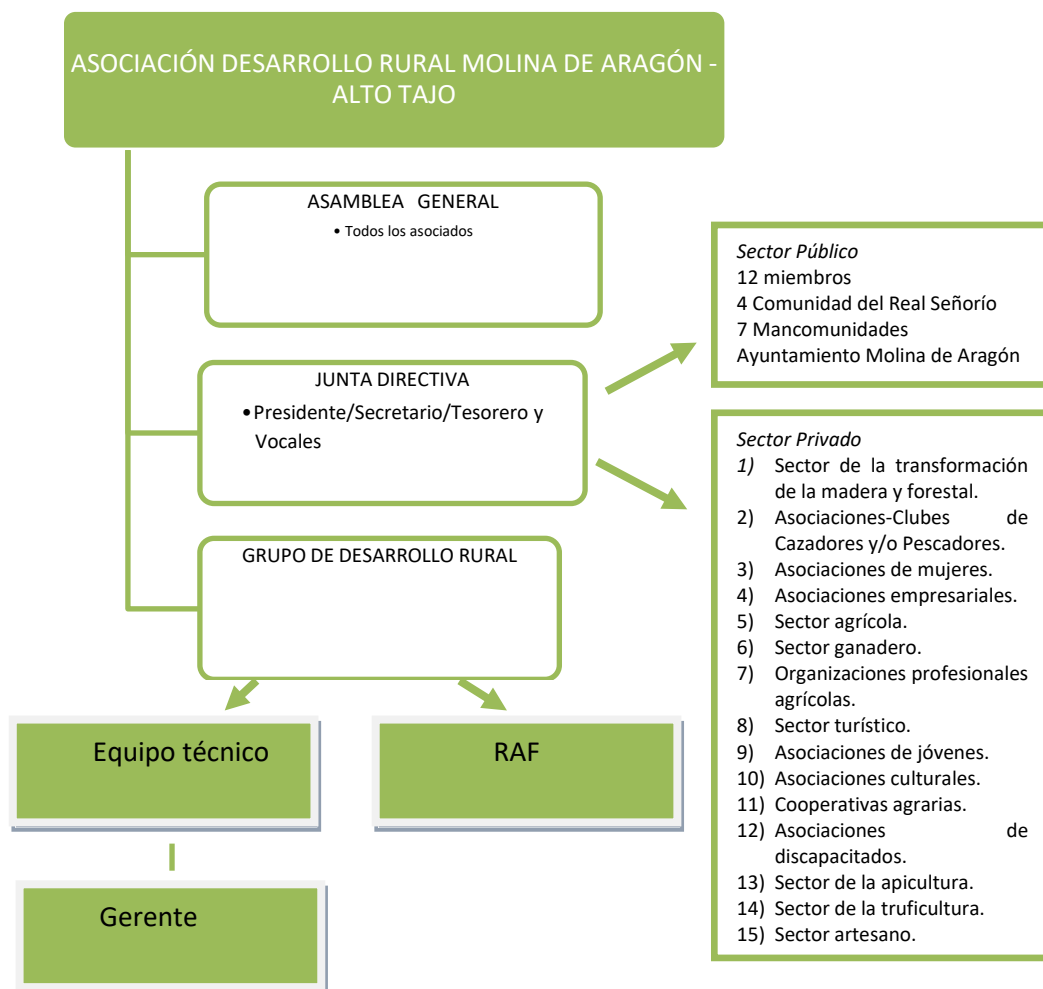 ASOCIACIÓN DESARROLLO RURAL MOLINA DE ARAGÓN -
ALTO TAJO
ASAMBLEA GENERAL
• Todos los asociados
JUNTA DIRECTIVA
• Presidente/Secretario/Tesorero y
Vocales
GRUPO DE DESARROLLO RURAL
Equipo técnico
RAF
Gerente
Sector Público
12 miembros
4 Comunidad del Real Señorío
7 Mancomunidades
Ayuntamiento Molina de Aragón
Sector Privado
1) Sector de la transformación
de la madera y forestal.
2) Asociaciones-Clubes de
Cazadores y/o Pescadores.
3) Asociaciones de mujeres.
4) Asociaciones empresariales.
5) Sector agrícola.
6) Sector ganadero.
7) Organizaciones profesionales
agrícolas.
8) Sector turístico.
9) Asociaciones de jóvenes.
10) Asociaciones culturales.
11) Cooperativas agrarias.
12) Asociaciones de
discapacitados.
13) Sector de la apicultura.
14) Sector de la truficultura.
15) Sector artesano.